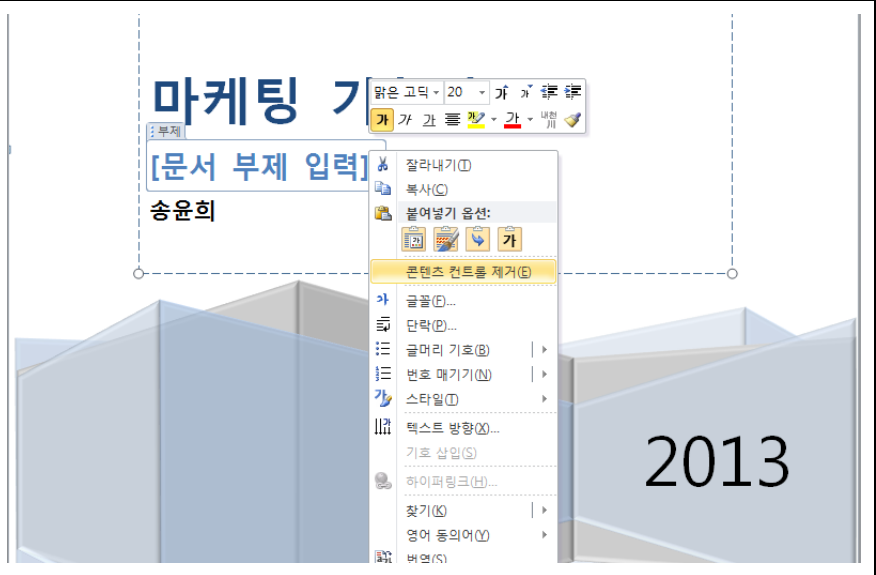 마케팅
맑은 고딕 20 가 가
가 가 가 가 가 내천
부제
[문서 부제 입력]
송윤희
잘라내기(T)
복사(C)
붙여넣기 옵션:
가
콘텐츠 컨트롤 제거(E)
글꼴(F)...
단락(P)...
글머리 기호(B)
번호 매기기(N)
스타일(T)
텍스트 방향(X)...
기호 삽입(S)
하이퍼링크(H)...
찾기(K)
영어 동의어(Y)
번역(S)
2013